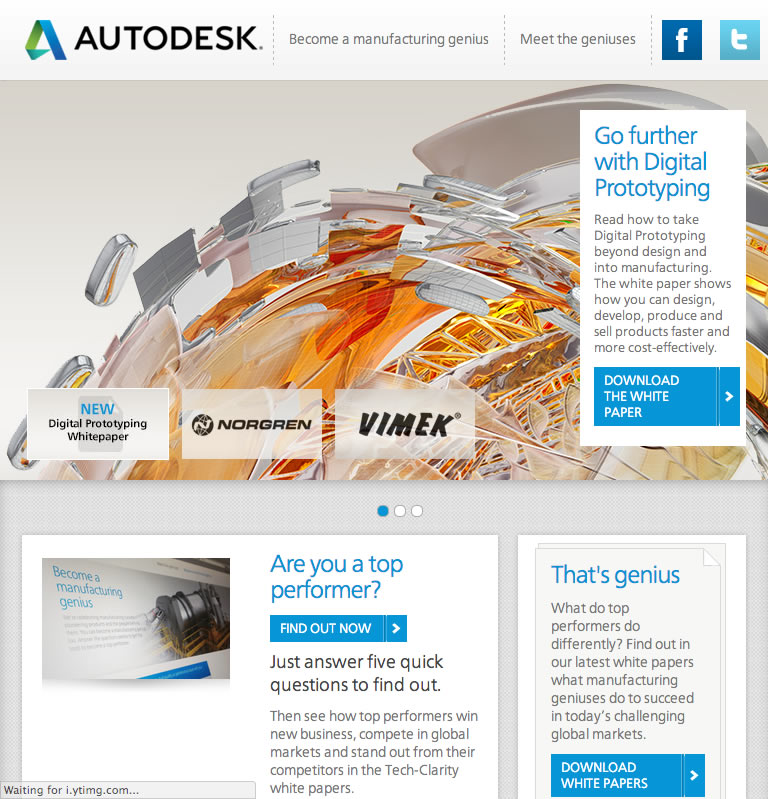 AUTODESK.
Become a manufacturing genius
Meet the geniuses
f
t
Go further
with Digital
Prototyping
Read how to take
Digital Prototyping
beyond design and
into manufacturing.
The white paper shows
how you can design,
develop, produce and
sell products faster and
more cost-effectively.
DOWNLOAD
THE WHITE
PAPER
NEW
Digital Prototyping
Whitepaper
NORGREN
VIMEK®
Become a
manufacturing
genius
Are you a top
performer?
FIND OUT NOW
Just answer five quick
questions to find out.
Then see how top performers win
new business, compete in global
markets and stand out from their
competitors in the Tech-Clarity
white papers.
That's genius
What do top
performers do
differently? Find out in
our latest white papers
what manufacturing
geniuses do to succeed
in today’s challenging
global markets.
DOWNLOAD
WHITE PAPERS
Waiting for i.ytimg.com...